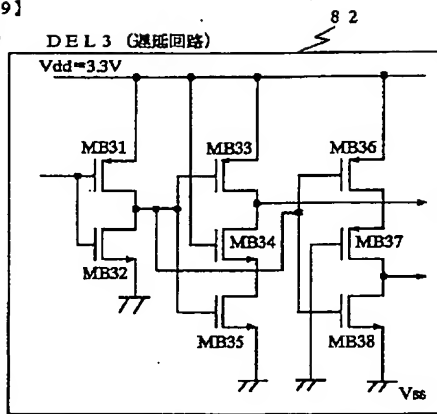 9】
82
DEL3 (遅延回路)
Vdd=3.3V
MB31
MB33
MB36
MB34
MB37
MB32
MB35
MB38
Vss